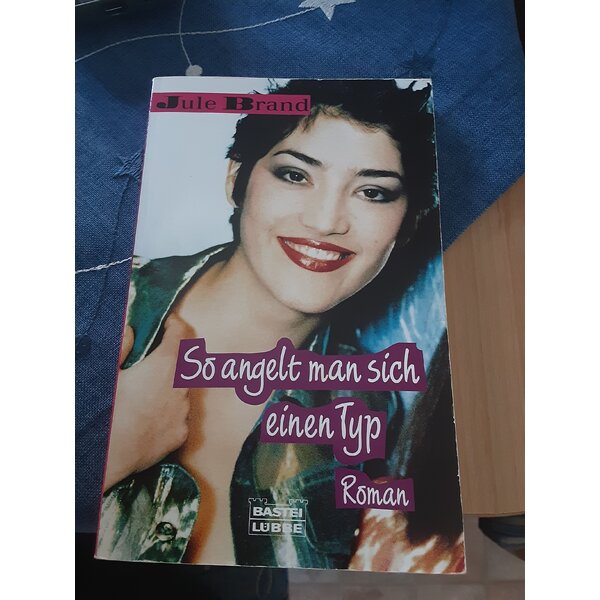 Jule Brand
So angelt man sich
einen Typ
Roman
BASTEI
LÜBBE